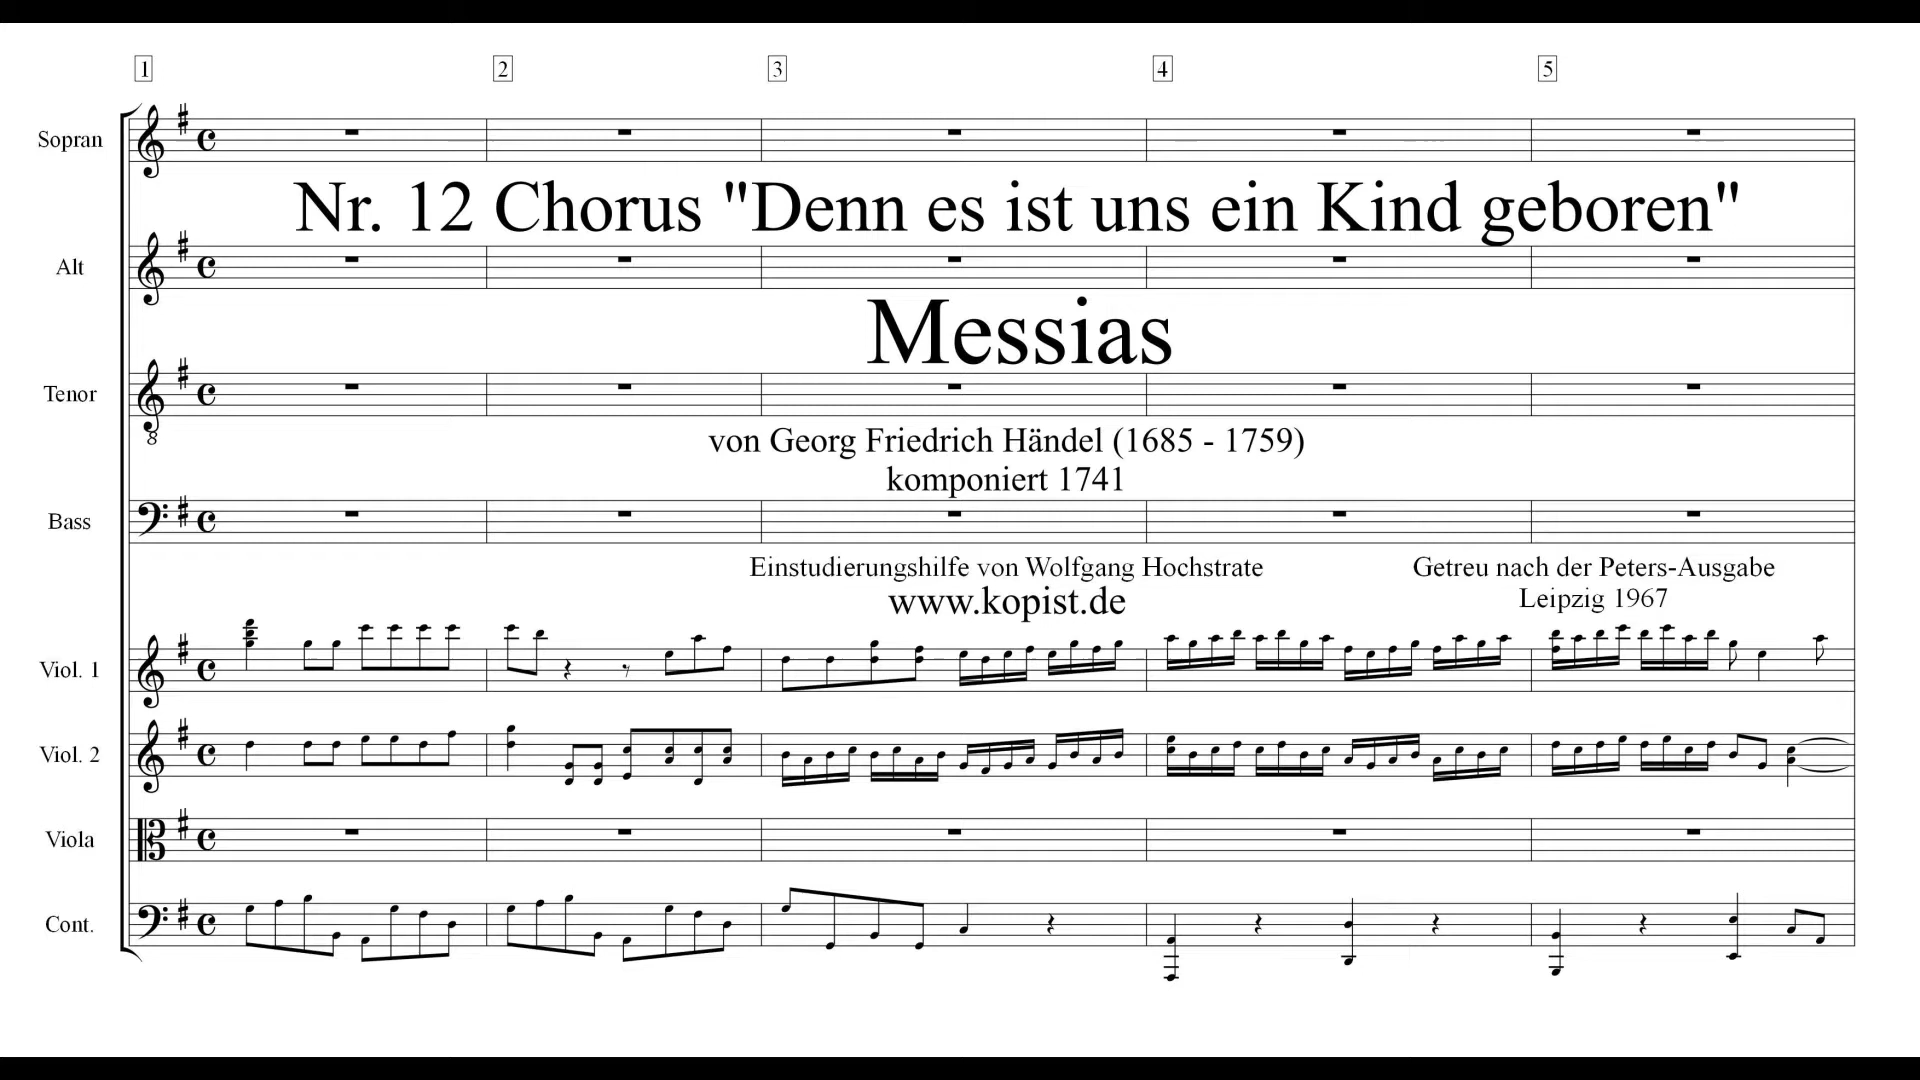 1 2 3 4 5
Sopran
Nr. 12 Chorus "Denn es ist uns ein Kind geboren"
Alt
Messias
Tenor
8
von Georg Friedrich Händel (1685 - 1759)
komponiert 1741
Bass
Einstudierungshilfe von Wolfgang Hochstrate
Getreu nach der Peters-Ausgabe
www.kopist.de
Leipzig 1967
Viol. 1
Viol. 2
Viola
Cont.